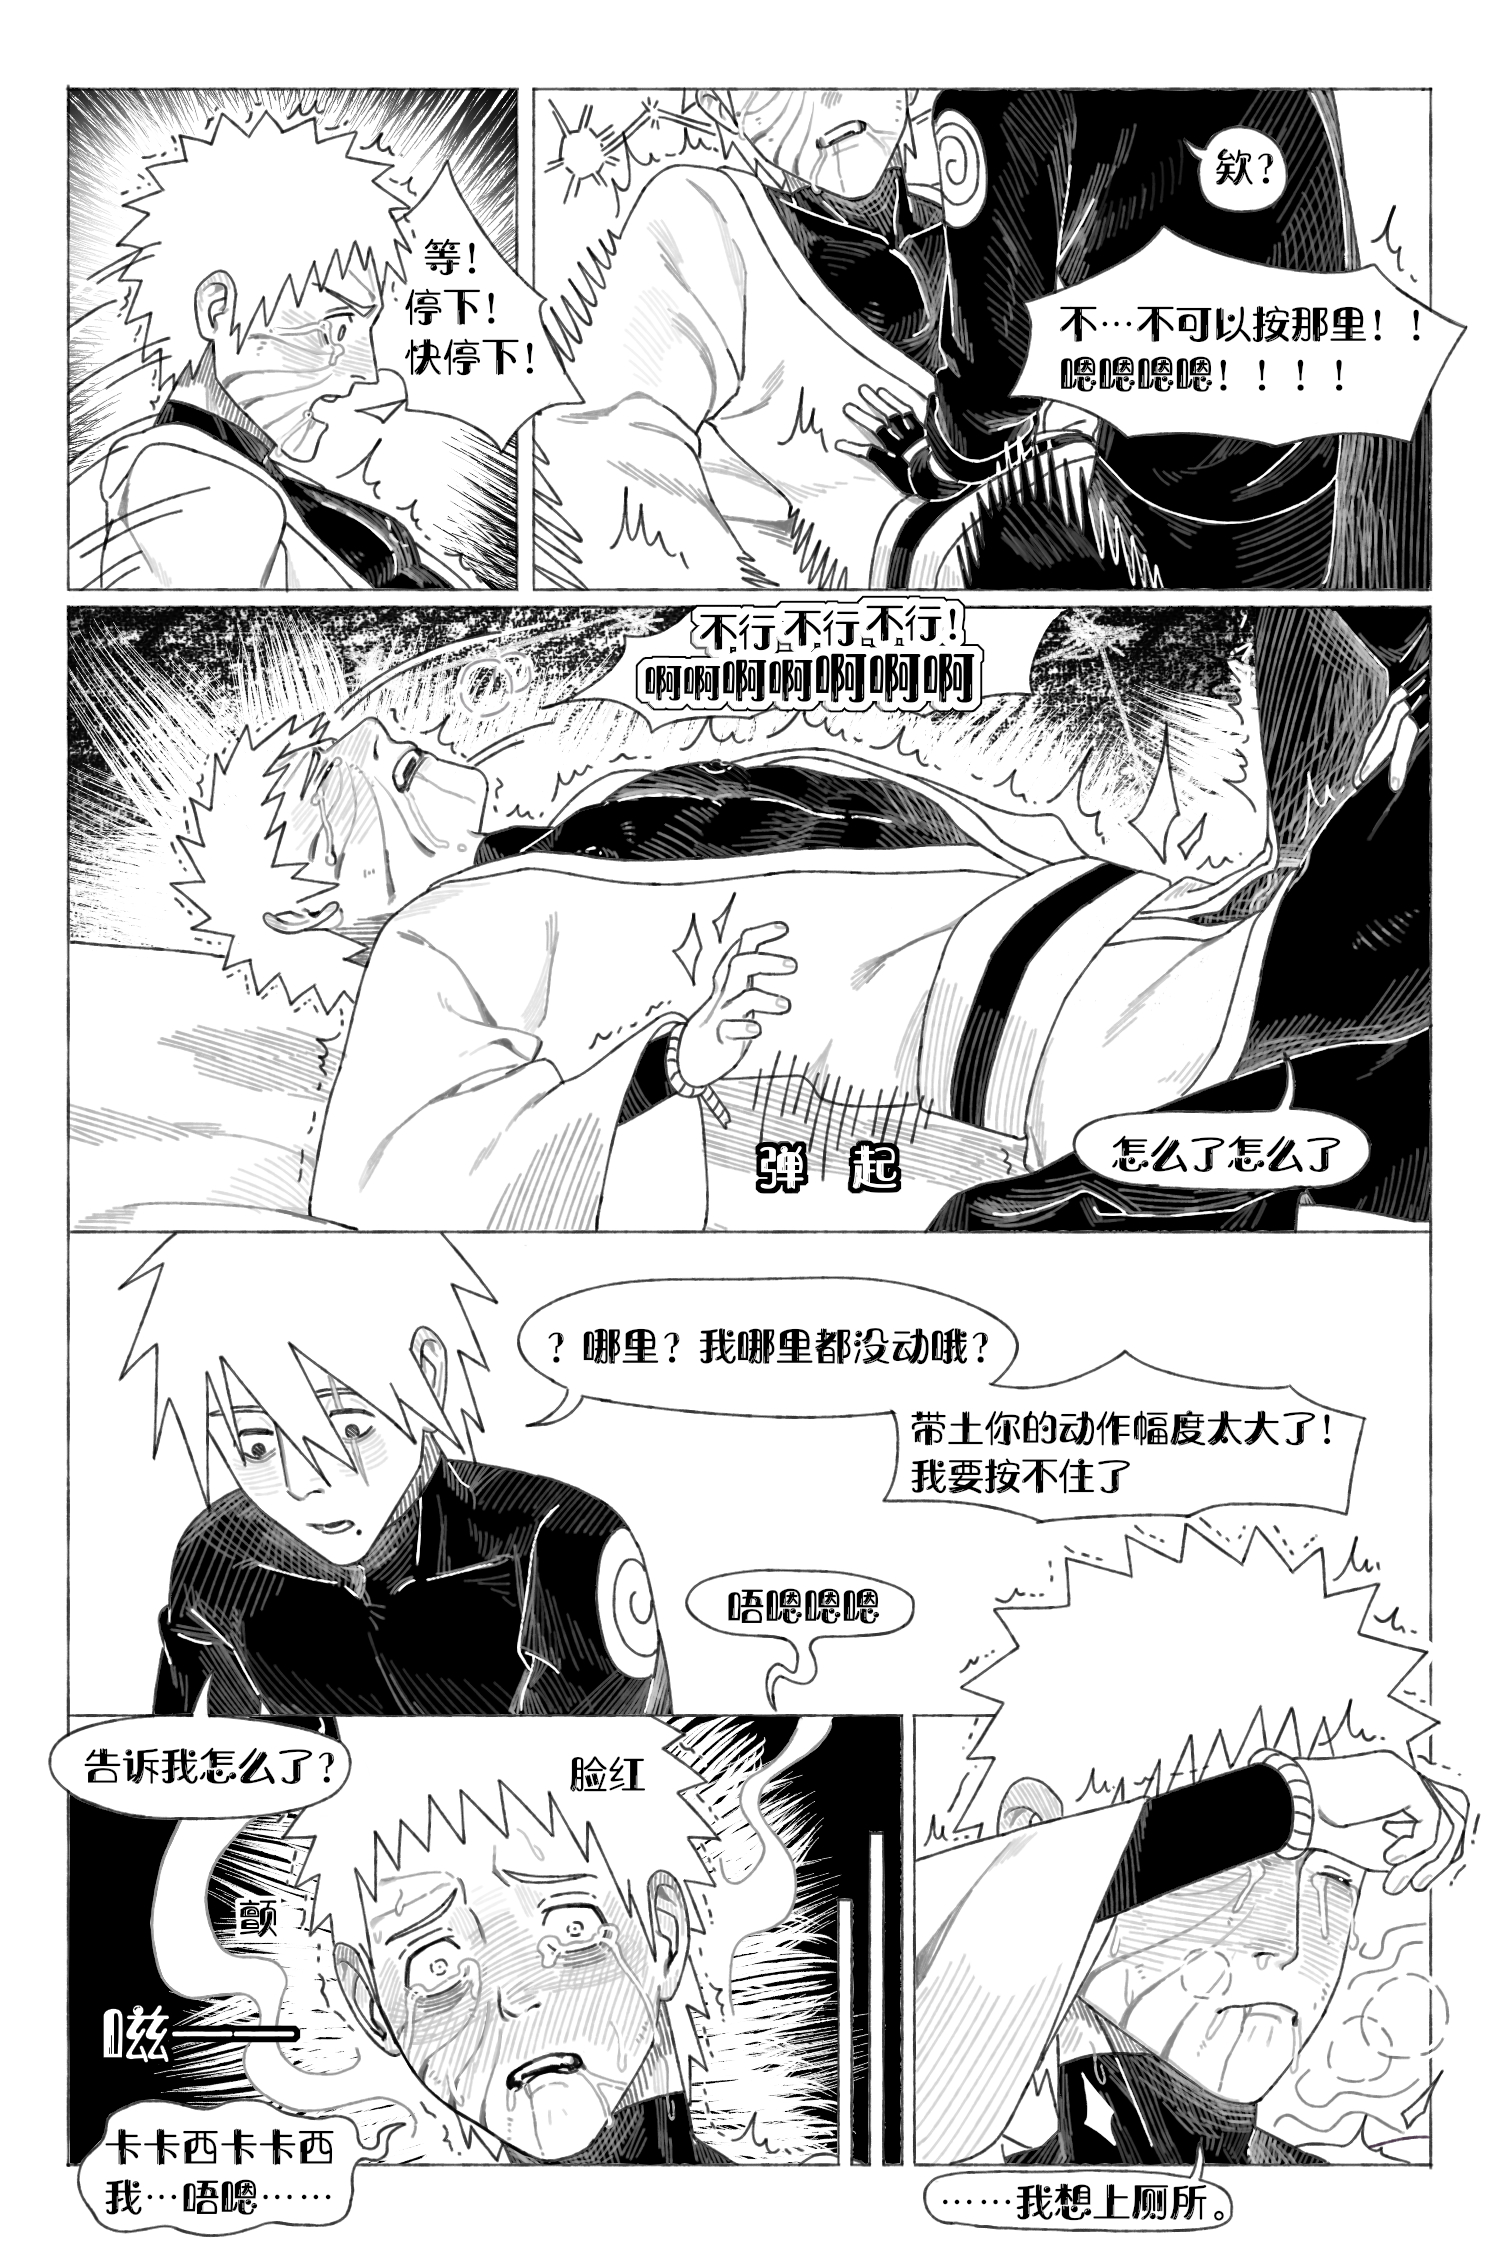 等！
停下！
快停下！
欸？
不…不可以按那里！！
嗯嗯嗯嗯！！！！
不行不行不行！
啊啊啊啊啊啊啊
弹起
怎么了怎么了
？哪里？我哪里都没动哦？
带土你的动作幅度太大了！
我要按不住了
唔嗯嗯嗯
告诉我怎么了？
脸红
颤
嗞——
卡卡西卡卡西
我…唔嗯……
……我想上厕所。